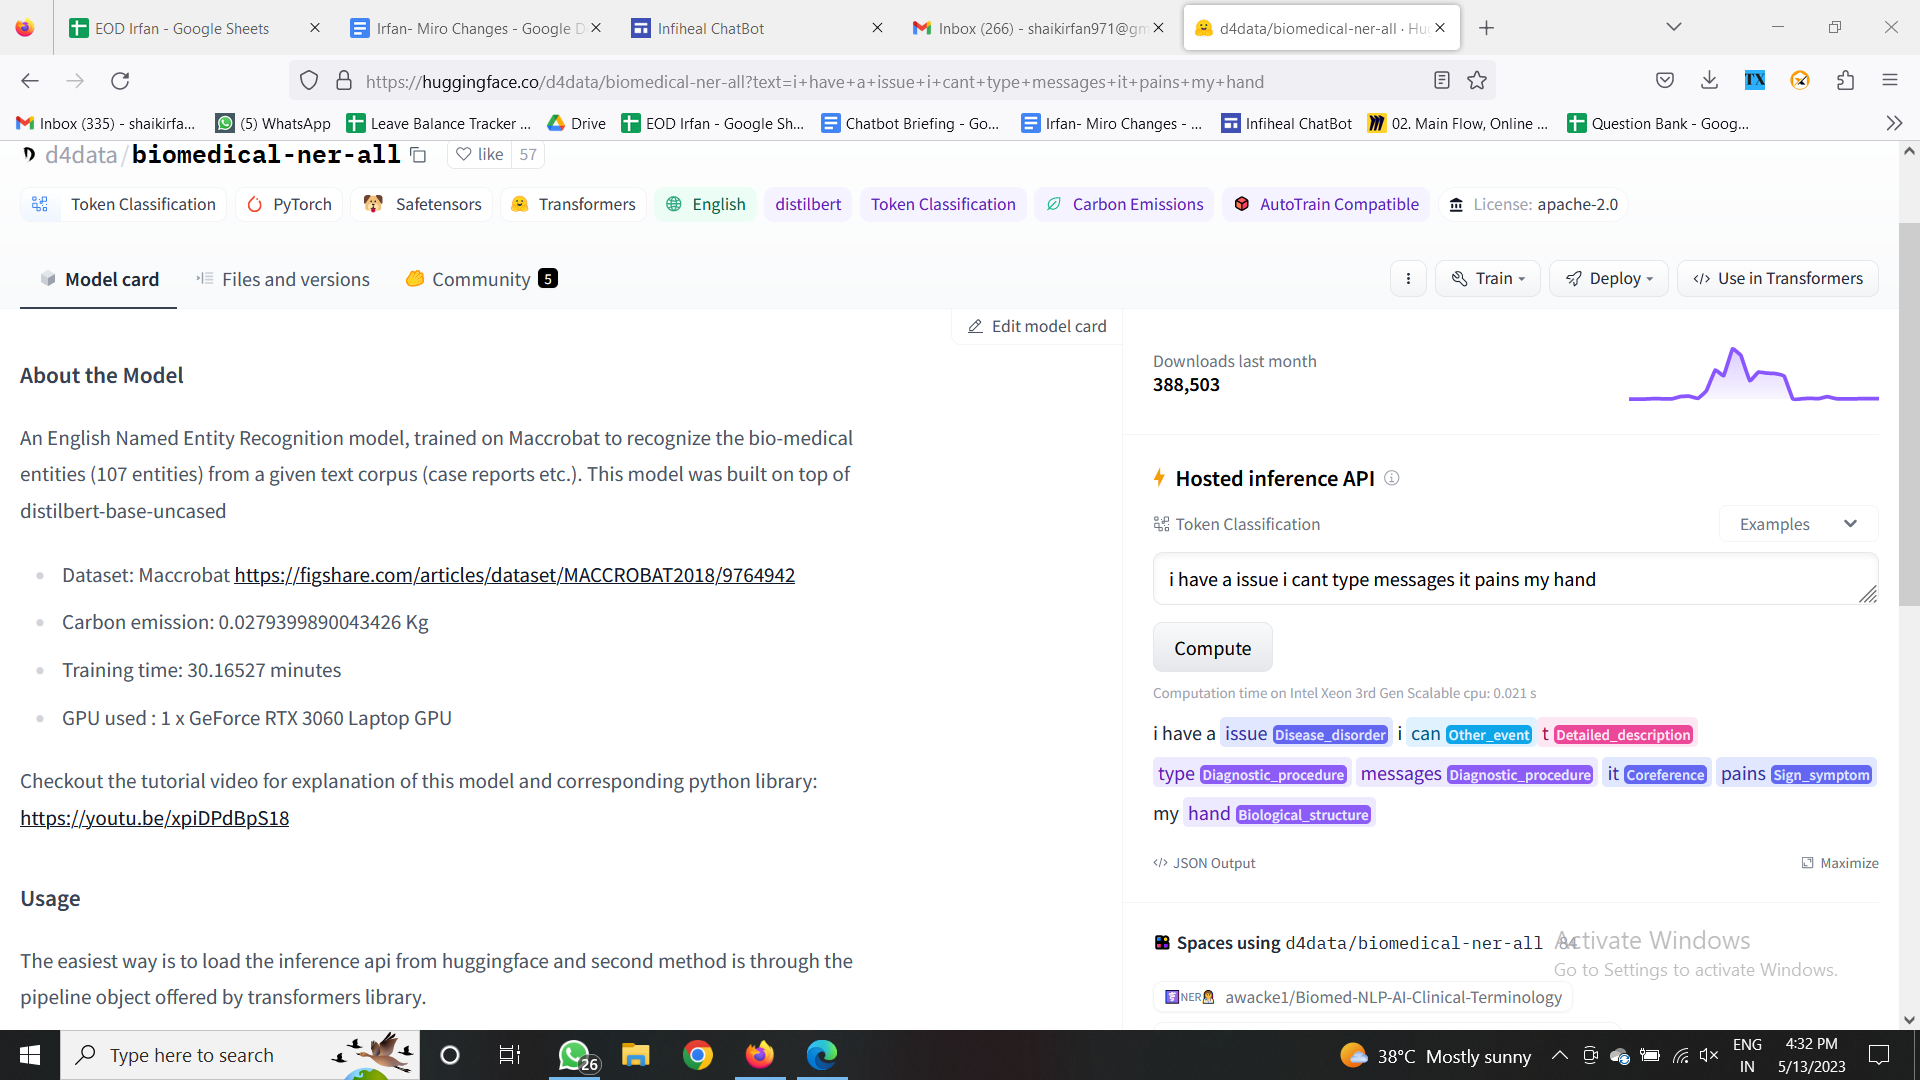 EOD Irfan - Google Sheets
Irfan- Miro Changes - Google D
Infiheal ChatBot
Inbox (266) - shaikirfan971@gm
d4data/biomedical-ner-all · Hu
https://huggingface.co/d4data/biomedical-ner-all?text=i+have+a+issue+i+cant+type+messages+it+pains+my+hand
TX
Inbox (335) - shaikirfa...
(5) WhatsApp
Leave Balance Tracker ...
Drive
EOD Irfan - Google Sh...
Chatbot Briefing - Go...
Irfan- Miro Changes - ...
Infiheal ChatBot
02. Main Flow, Online ...
Question Bank - Goog...
d4data/biomedical-ner-all
like 57
Token Classification
PyTorch
Safetensors
Transformers
English
distilbert
Token Classification
Carbon Emissions
AutoTrain Compatible
License: apache-2.0
Model card
Files and versions
Community 5
Train
Deploy
</> Use in Transformers
Edit model card
About the Model
An English Named Entity Recognition model, trained on Maccrobat to recognize the bio-medical
entities (107 entities) from a given text corpus (case reports etc.). This model was built on top of
distilbert-base-uncased
Dataset: Maccrobat https://figshare.com/articles/dataset/MACCROBAT2018/9764942
Carbon emission: 0.0279399890043426 Kg
Training time: 30.16527 minutes
GPU used : 1 x GeForce RTX 3060 Laptop GPU
Checkout the tutorial video for explanation of this model and corresponding python library:
https://youtu.be/xpiDPdBpS18
Usage
The easiest way is to load the inference api from huggingface and second method is through the
pipeline object offered by transformers library.
Downloads last month
388,503
Hosted inference API
Token Classification
Examples
i have a issue i cant type messages it pains my hand
Compute
Computation time on Intel Xeon 3rd Gen Scalable cpu: 0.021 s
i have a issue Disease_disorder i can Other_event t Detailed_description
type Diagnostic_procedure messages Diagnostic_procedure it Coreference pains Sign_symptom
my hand Biological_structure
</> JSON Output
Maximize
Spaces using d4data/biomedical-ner-all 84
Activate Windows
Go to Settings to activate Windows.
NER awacke1/Biomed-NLP-AI-Clinical-Terminology
Type here to search
26
38°C Mostly sunny
ENG
IN
4:32 PM
5/13/2023